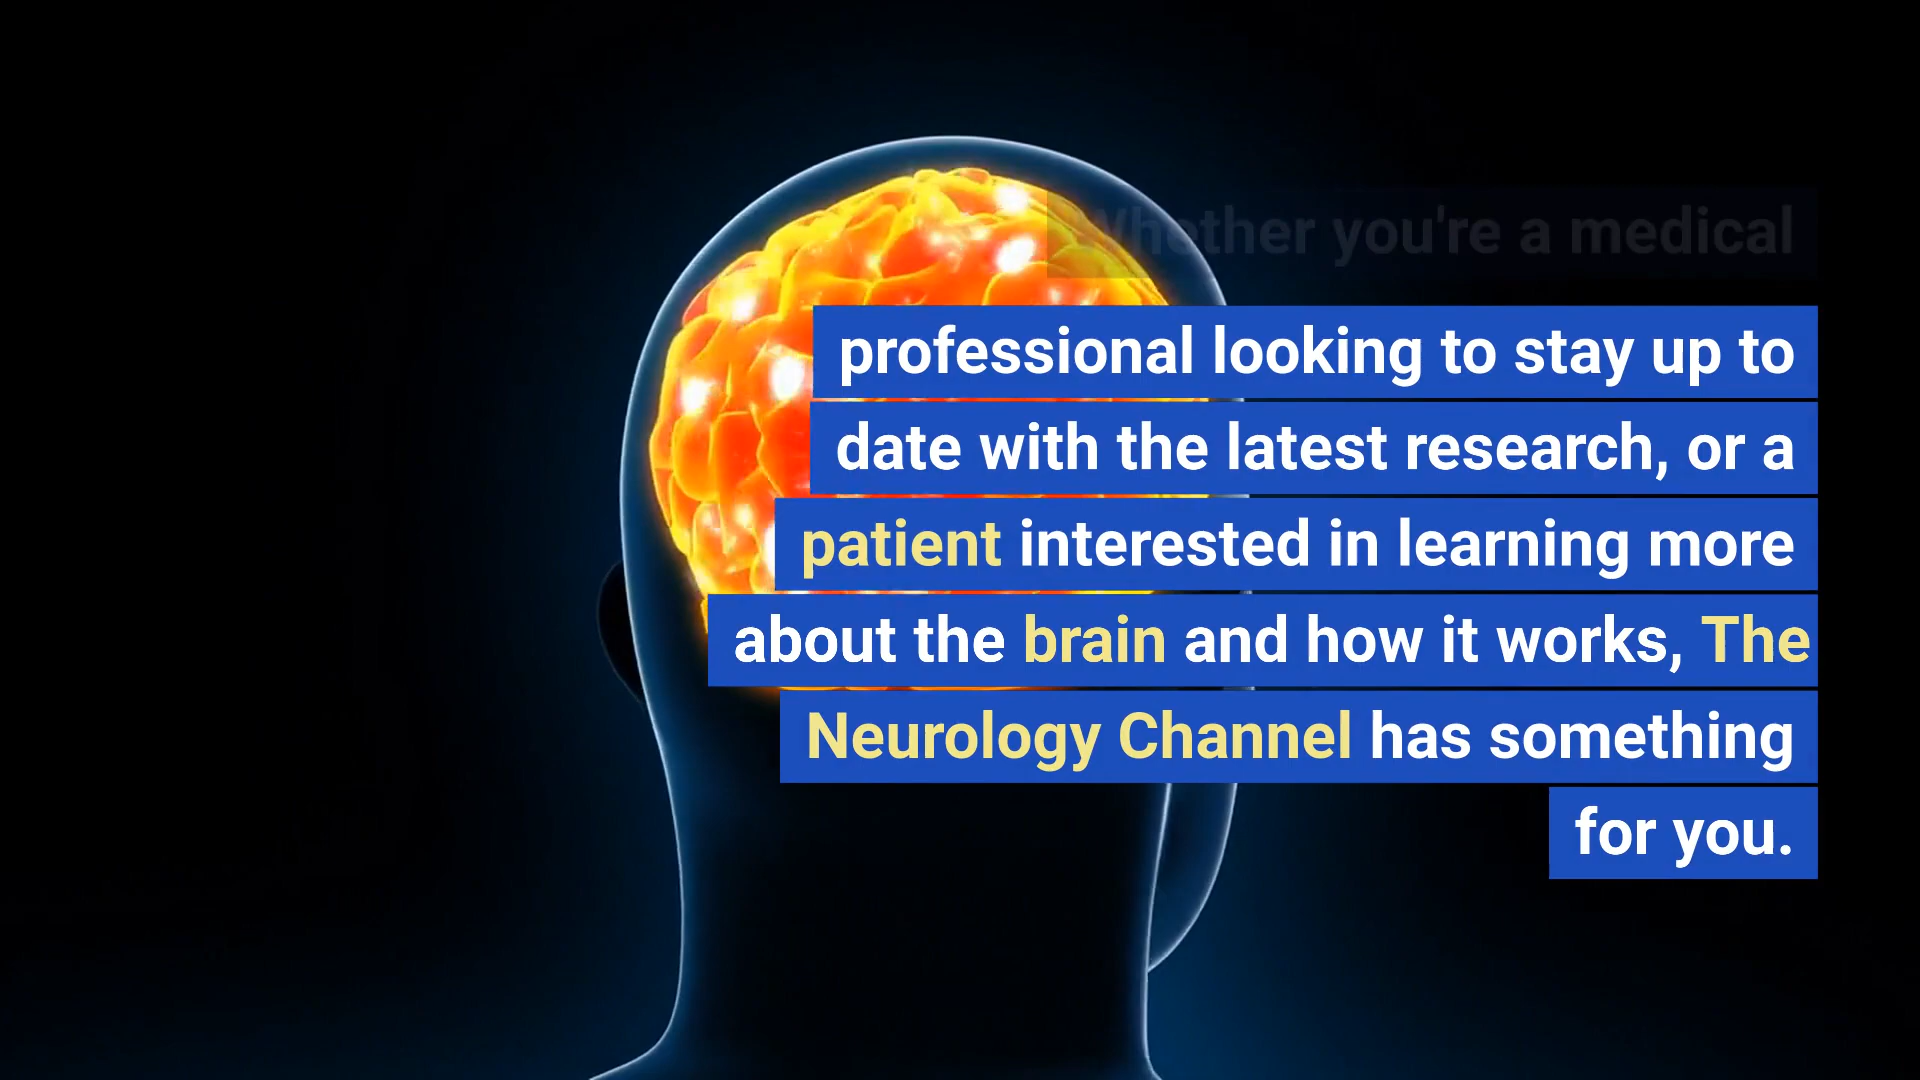 Whether you're a medical
professional looking to stay up to
date with the latest research, or a
patient interested in learning more
about the brain and how it works, The
Neurology Channel has something
for you.